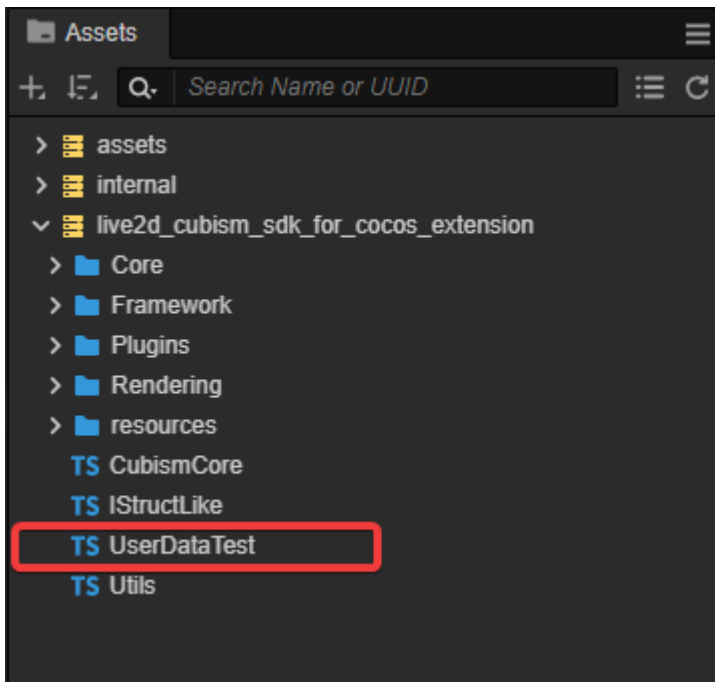 Assets
Search Name or UUID
assets
internal
live2d_cubism_sdk_for_cocos_extension
Core
Framework
Plugins
Rendering
resources
TS CubismCore
TS IStructLike
TS UserDataTest
TS Utils